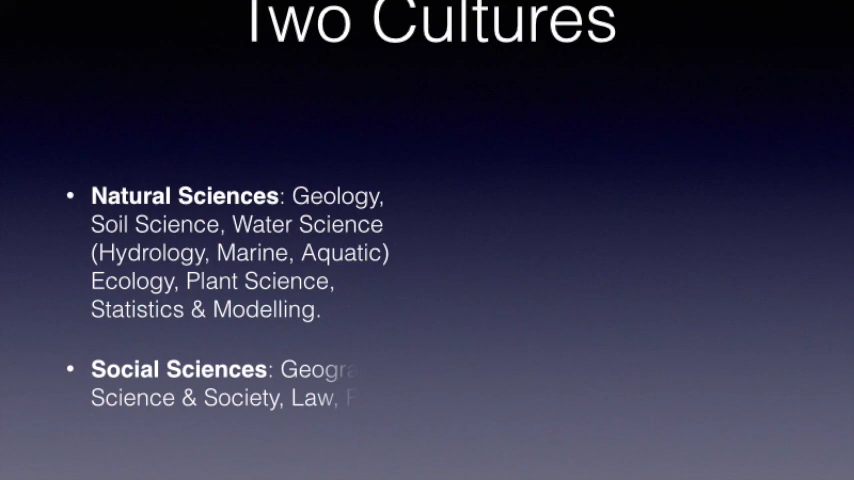 Two Cultures
• Natural Sciences: Geology,
Soil Science, Water Science
(Hydrology, Marine, Aquatic)
Ecology, Plant Science,
Statistics & Modelling.
• Social Sciences:
Science & Society, Law,